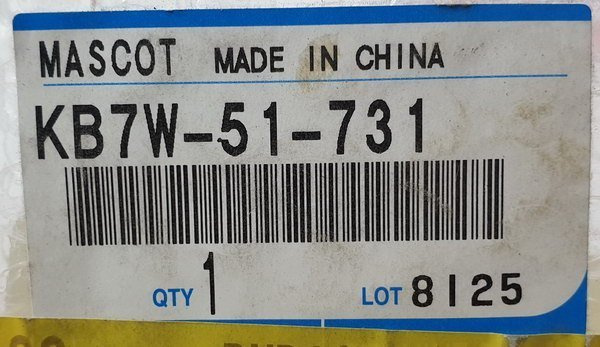 MASCOT MADE IN CHINA
KB7W-51-731
QTY 1 LOT 8125